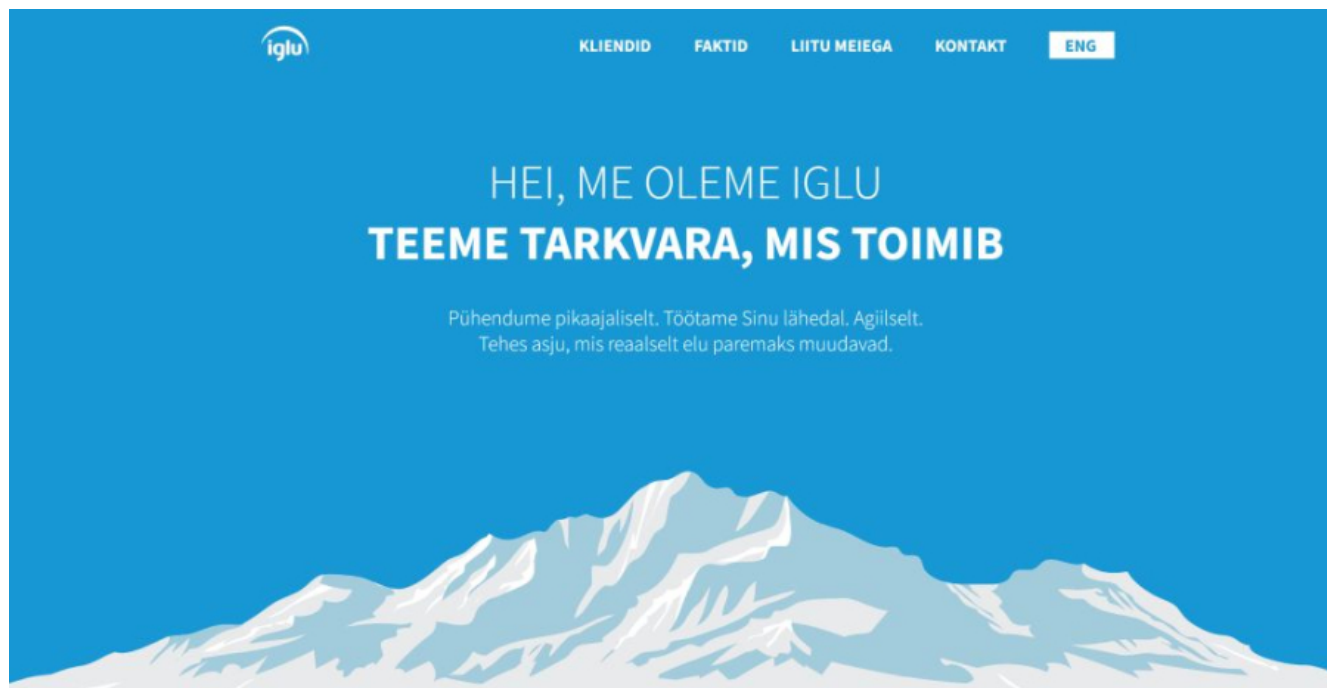 iglu
KLIENDID FAKTID LIITU MEIEGA KONTAKT ENG
HEI, ME OLEME IGLU
TEEME TARKVARA, MIS TOIMIB
Pühendume pikaajaliselt. Töötame Sinu lähedal. Agiilselt.
Tehes asju, mis reaalselt elu paremaks muudavad.